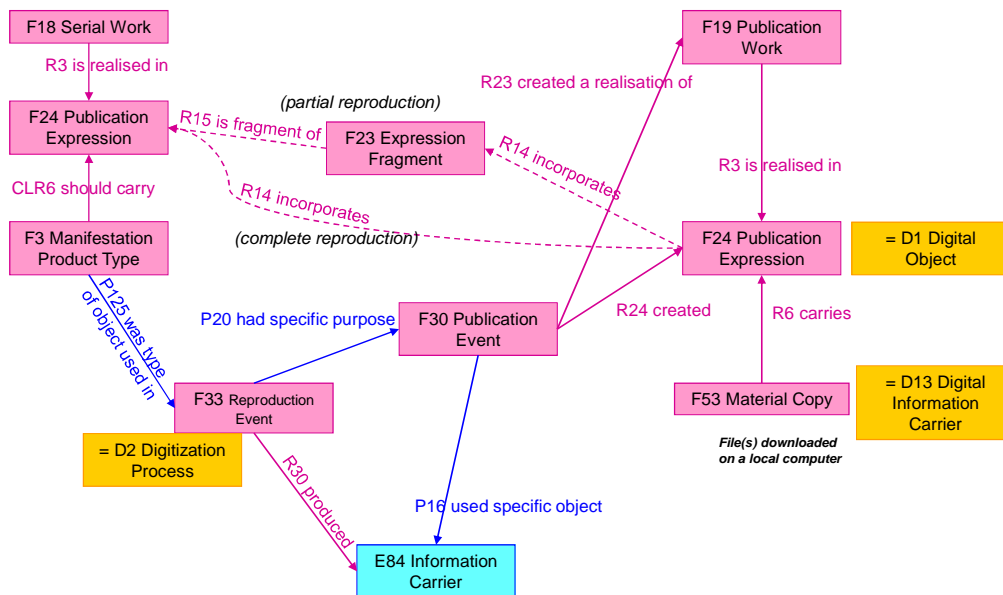 F18 Serial Work
F19 Publication
Work
R3 is realised in
R23 created a realisation of
(partial reproduction)
F24 Publication
Expression
R15 is fragment of
F23 Expression
Fragment
R14 incorporates
R3 is realised in
CLR6 should carry
R14 incorporates
(complete reproduction)
F3 Manifestation
Product Type
F24 Publication
Expression
= D1 Digital
Object
P125 was type
of object used in
P20 had specific purpose
F30 Publication
Event
R24 created
R6 carries
F33 Reproduction
Event
F53 Material Copy
= D13 Digital
Information
Carrier
= D2 Digitization
Process
File(s) downloaded
on a local computer
R30 produced
P16 used specific object
E84 Information
Carrier